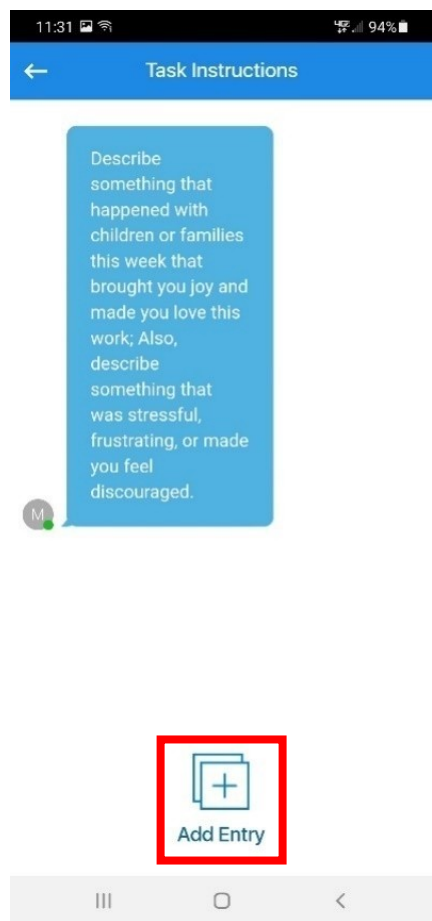 11:31 94%
Task Instructions
Describe
something that
happened with
children or families
this week that
brought you joy and
made you love this
work; Also,
describe
something that
was stressful,
frustrating, or made
you feel
discouraged.
M
Add Entry